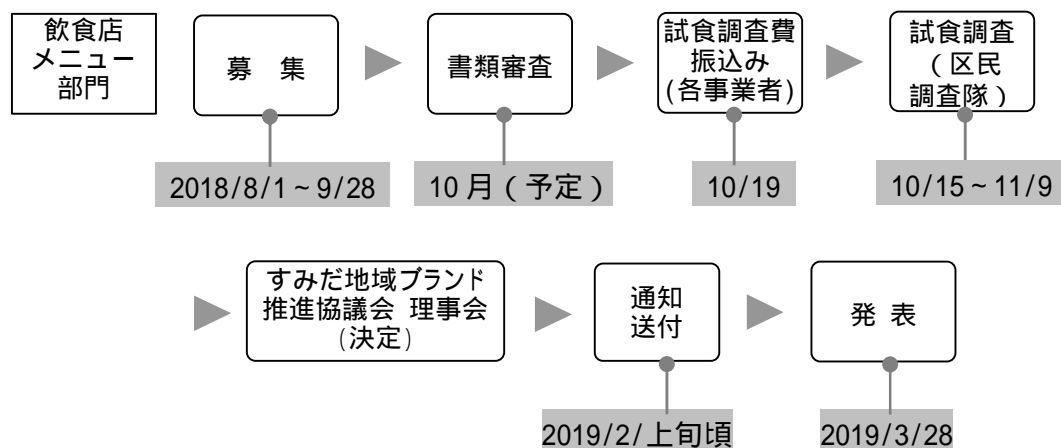 飲食店
メニュー
部門
募　集
書類審査
試食調査費
振込み
(各事業者)
試食調査
（区民
調査隊）
2018/8/1～9/28
10月（予定）
10/19
10/15～11/9
すみだ地域ブランド
推進協議会 理事会
(決定)
通知
送付
発 表
2019/2/上旬頃
2019/3/28